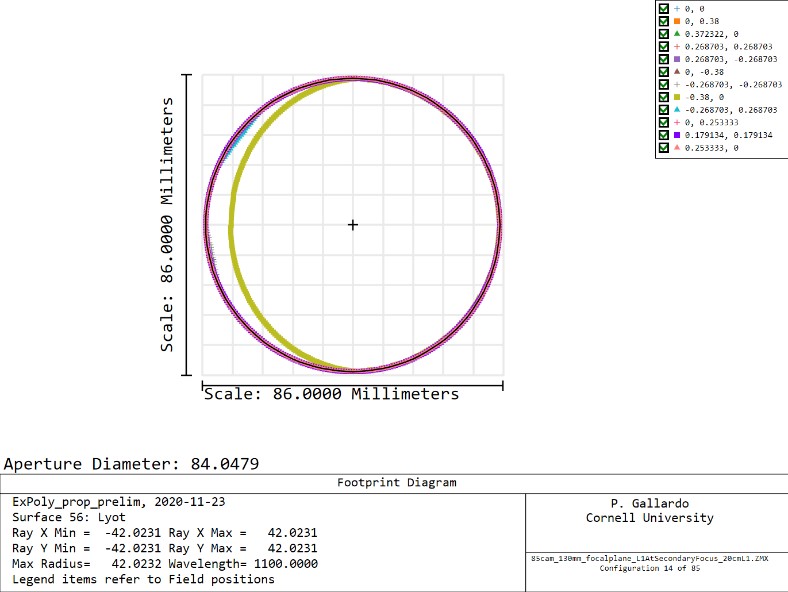 0, 0
0, 0.38
0.372322, 0
0.268703, 0.268703
0.268703, -0.268703
0, -0.38
-0.268703, -0.268703
-0.38, 0
-0.268703, 0.268703
0, 0.253333
0.179134, 0.179134
0.253333, 0
Scale: 86.0000 Millimeters
Scale: 86.0000 Millimeters
Aperture Diameter: 84.0479
Footprint Diagram
ExPoly_prop_prelim, 2020-11-23
Surface 56: Lyot
Ray X Min = -42.0231 Ray X Max = 42.0231
Ray Y Min = -42.0231 Ray Y Max = 42.0231
Max Radius= 42.0232 Wavelength= 1100.0000
Legend items refer to Field positions
P. Gallardo
Cornell University
85cam_130mm_focalplane_L1AtSecondaryFocus_20cmL1.ZMX
Configuration 14 of 85